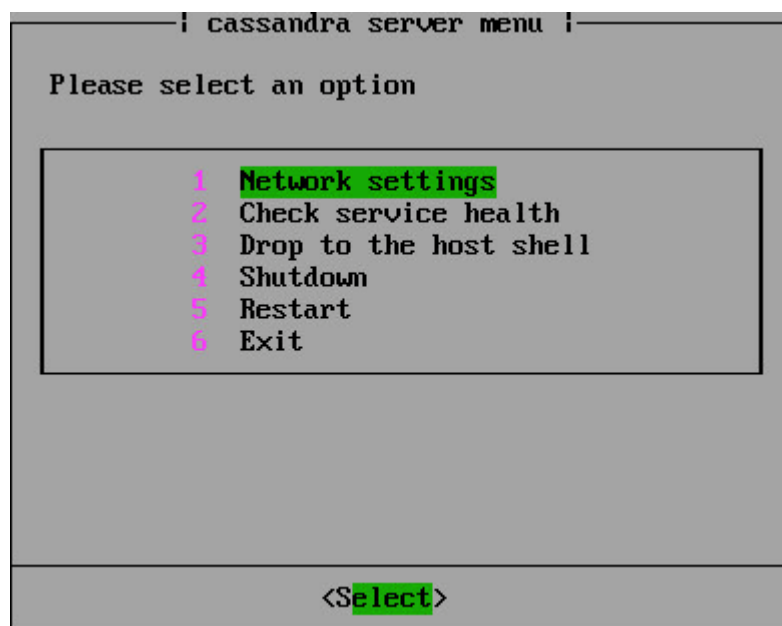 cassandra server menu
Please select an option
1 Network settings
2 Check service health
3 Drop to the host shell
4 Shutdown
5 Restart
6 Exit
<Select>